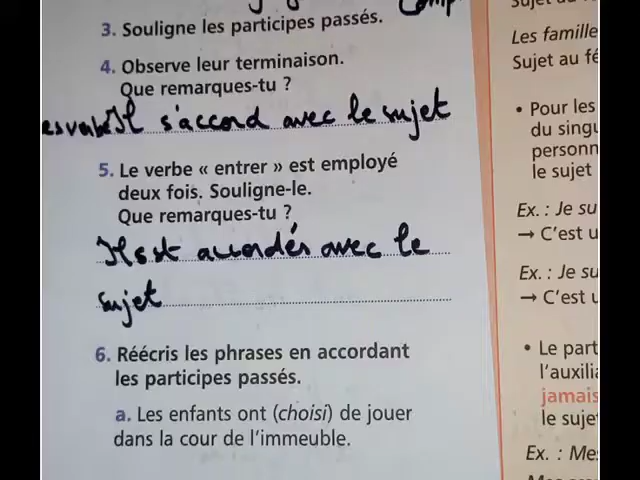 3. Souligne les participes passés.
4. Observe leur terminaison.
Que remarques-tu ?
Il s'accord avec le sujet
5. Le verbe « entrer » est employé
deux fois. Souligne-le.
Que remarques-tu ?
accordés avec le
sujet
6. Réécris les phrases en accordant
les participes passés.
a. Les enfants ont (choisi) de jouer
dans la cour de l'immeuble.
Les famille
Sujet au fé
• Pour les
du singu
personn
le sujet
Ex. : Je su
→ C'est u
Ex. : Je su
→ C'est u
• Le part
l'auxilia
jamais
le sujet
Ex. : Mes